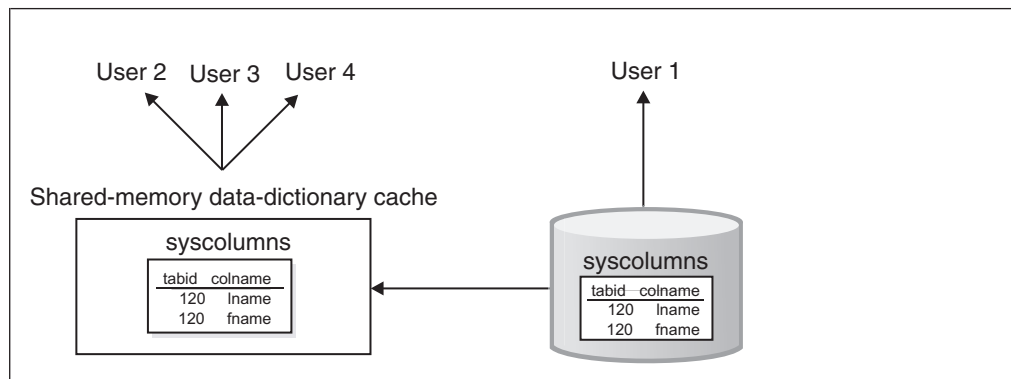 User 2 User 3 User 4
User 1
Shared-memory data-dictionary cache
syscolumns
tabid colname
120 lname
120 fname
syscolumns
tabid colname
120 lname
120 fname